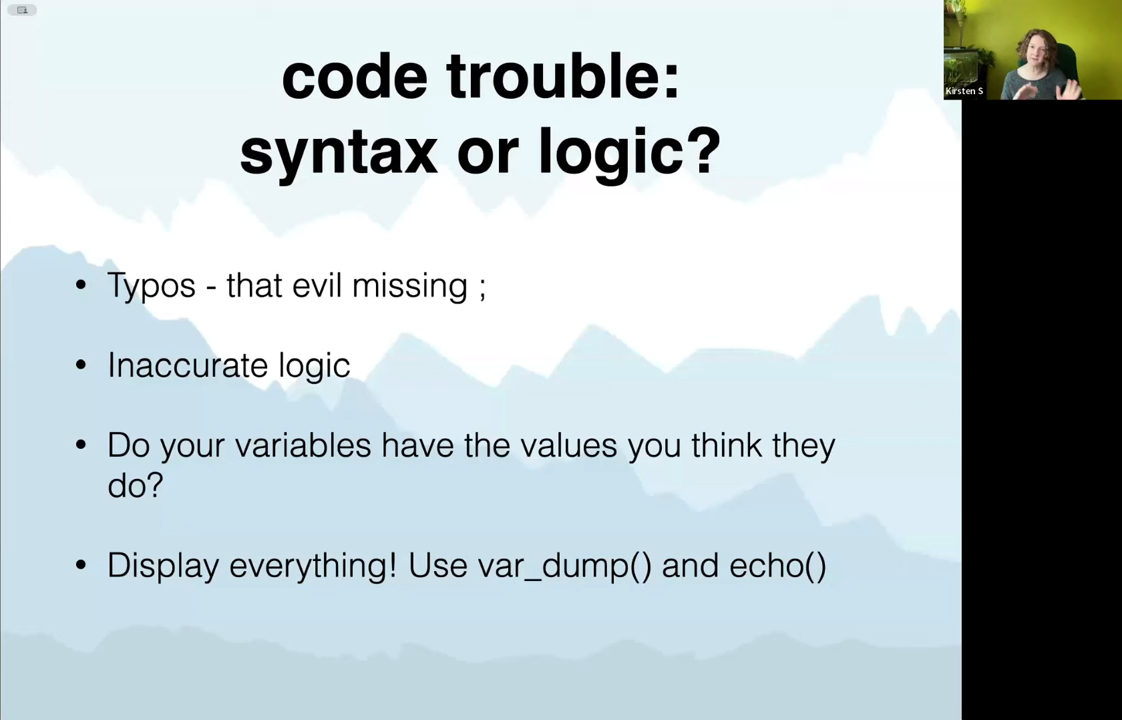 code trouble:
syntax or logic?
Kirsten S
• Typos - that evil missing ;
• Inaccurate logic
• Do your variables have the values you think they
do?
• Display everything! Use var_dump() and echo()